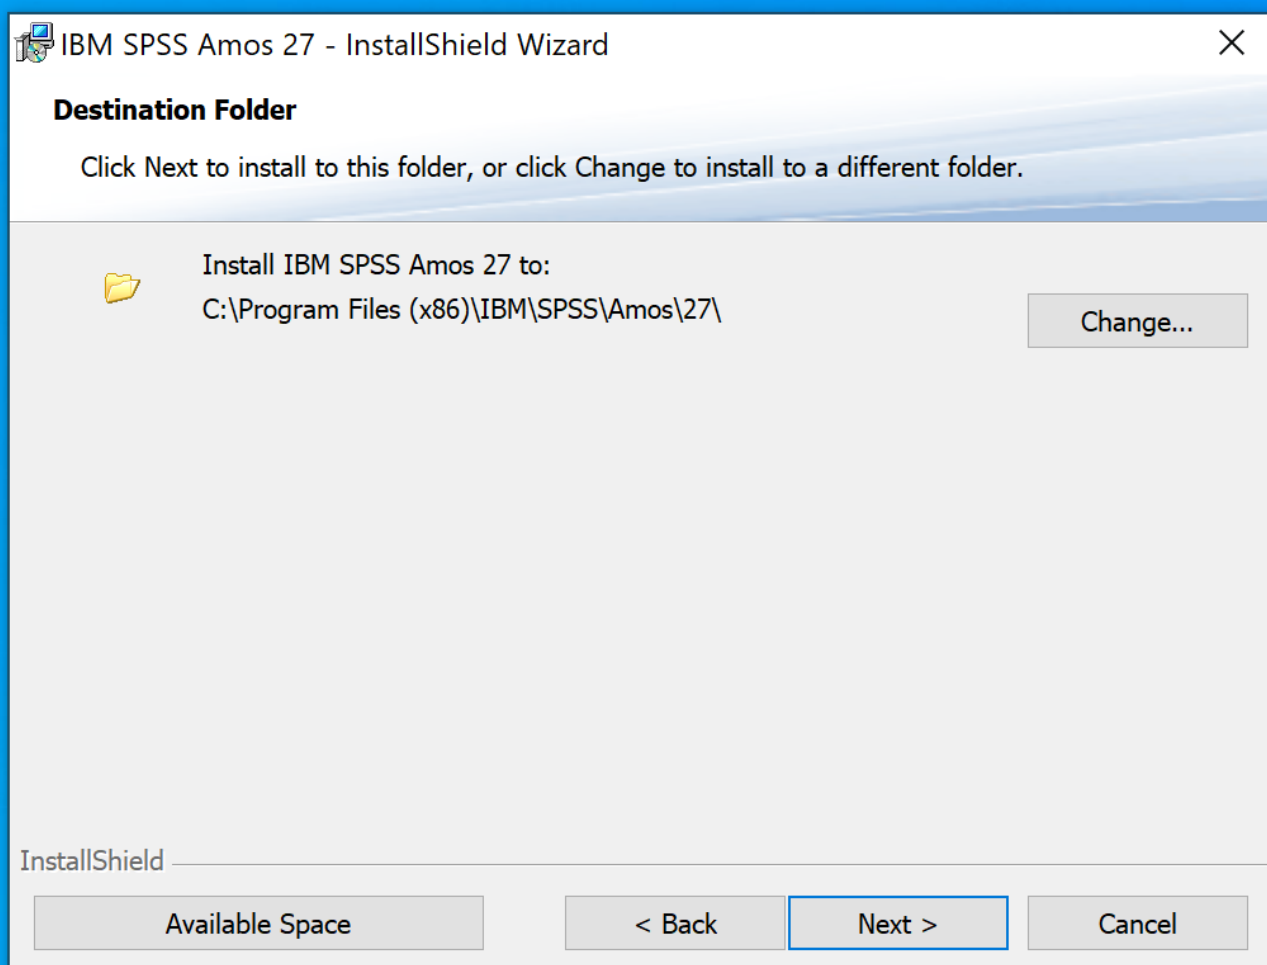 IBM SPSS Amos 27 - InstallShield Wizard
Destination Folder
Click Next to install to this folder, or click Change to install to a different folder.
Install IBM SPSS Amos 27 to:
C:\Program Files (x86)\IBM\SPSS\Amos\27\
Change...
InstallShield
Available Space
< Back
Next >
Cancel